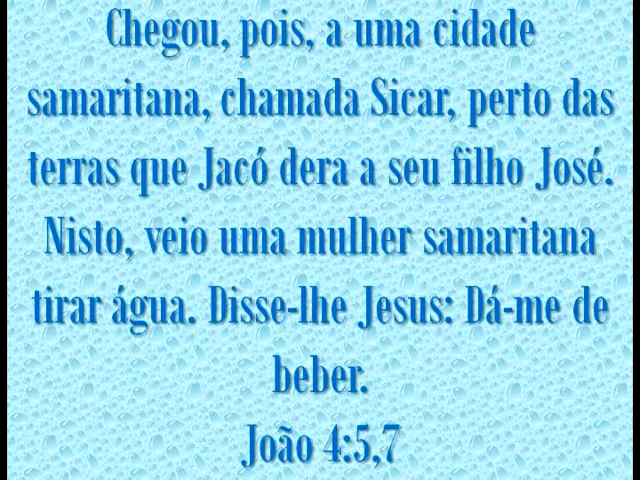 Chegou, pois, a uma cidade
samaritana, chamada Sicar, perto das
terras que Jacó dera a seu filho José.
Nisto, veio uma mulher samaritana
tirar água. Disse-lhe Jesus: Dá-me de
beber.
João 4:5,7